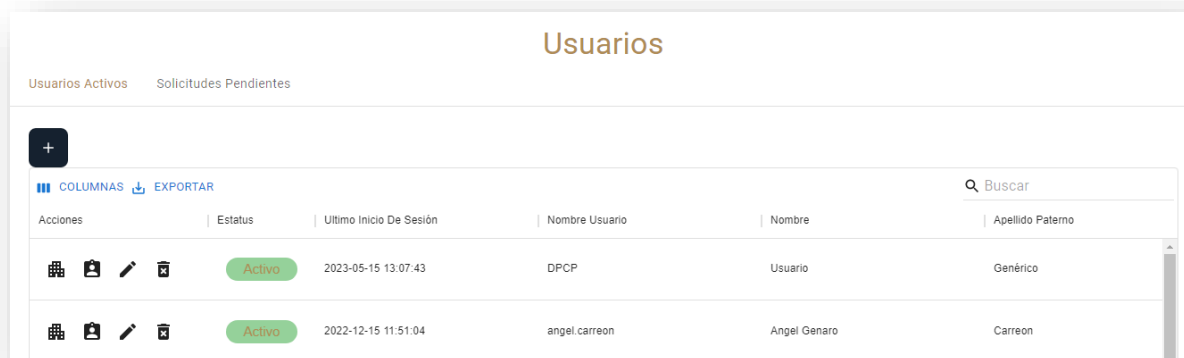 Usuarios
Usuarios Activos Solicitudes Pendientes
+
COLUMNAS EXPORTAR Buscar
Acciones Estatus Ultimo Inicio De Sesión Nombre Usuario Nombre Apellido Paterno
Activo 2023-05-15 13:07:43 DPCP Usuario Genérico
Activo 2022-12-15 11:51:04 angel.carreon Angel Genaro Carreon